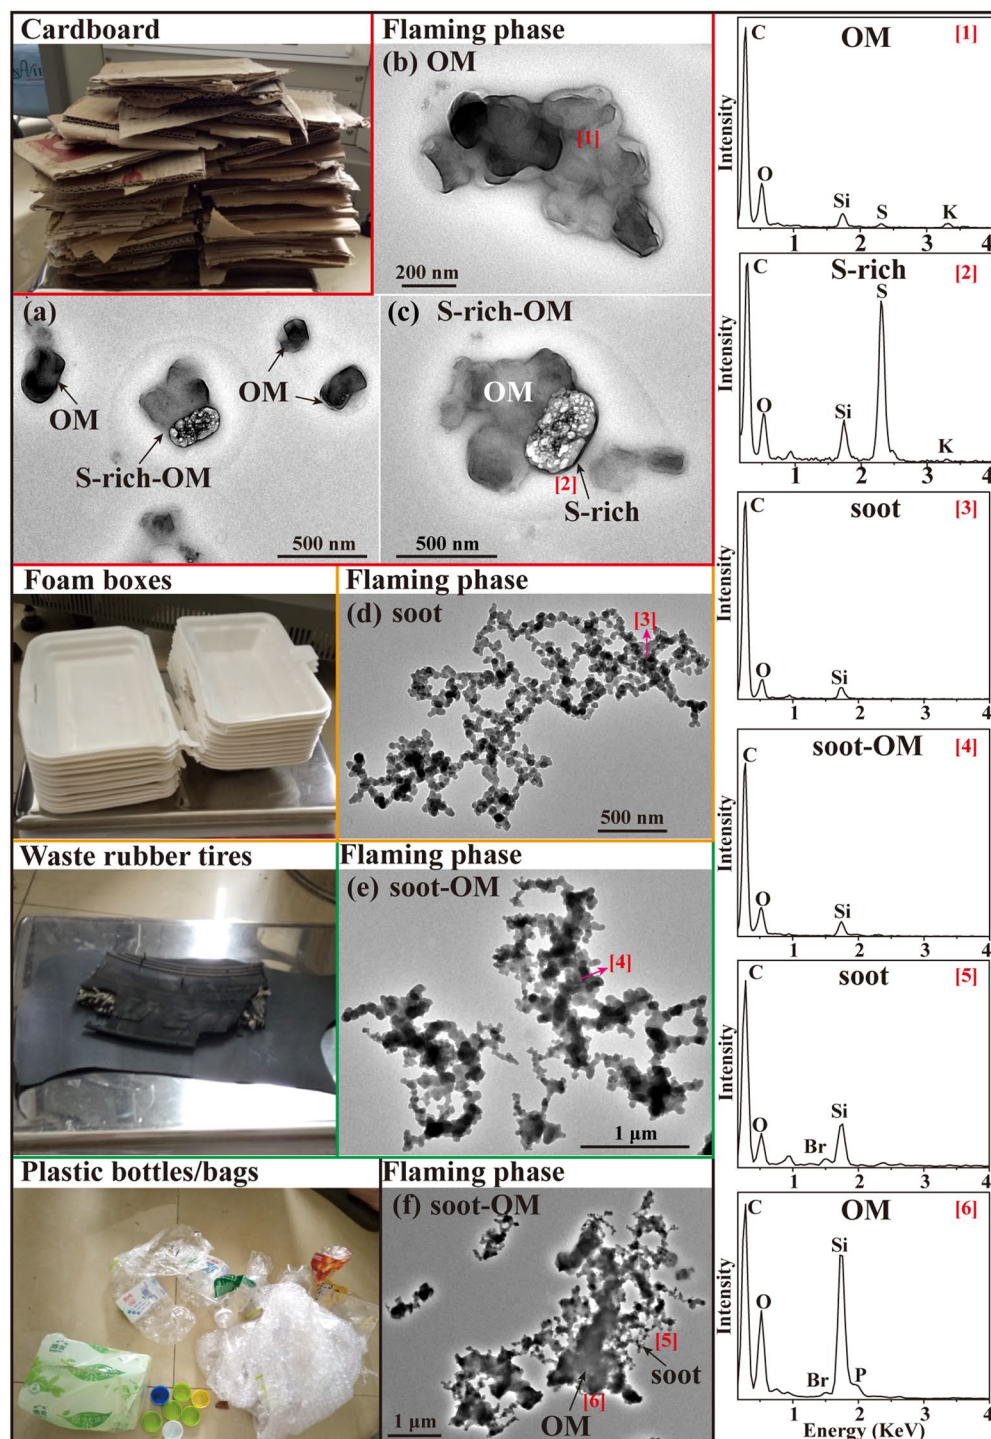 Cardboard
Flaming phase
(b) OM
[1]
200 nm
(a)
OM
OM
S-rich-OM
500 nm
(c) S-rich-OM
OM
[2]
S-rich
500 nm
Foam boxes
Flaming phase
(d) soot
[3]
500 nm
Waste rubber tires
Flaming phase
(e) soot-OM
[4]
1 μm
Plastic bottles/bags
Flaming phase
(f) soot-OM
[5]
soot
[6]
OM
1 μm
OM [1]
Intensity
C
O
Si
S
K
1 2 3 4
S-rich [2]
Intensity
C
S
O
Si
K
1 2 3 4
soot [3]
Intensity
C
O
Si
1 2 3 4
soot-OM [4]
Intensity
C
O
Si
1 2 3 4
soot [5]
Intensity
C
O
Br
Si
1 2 3 4
OM [6]
Intensity
C
Si
O
Br
P
1 2 3 4
Energy (KeV)